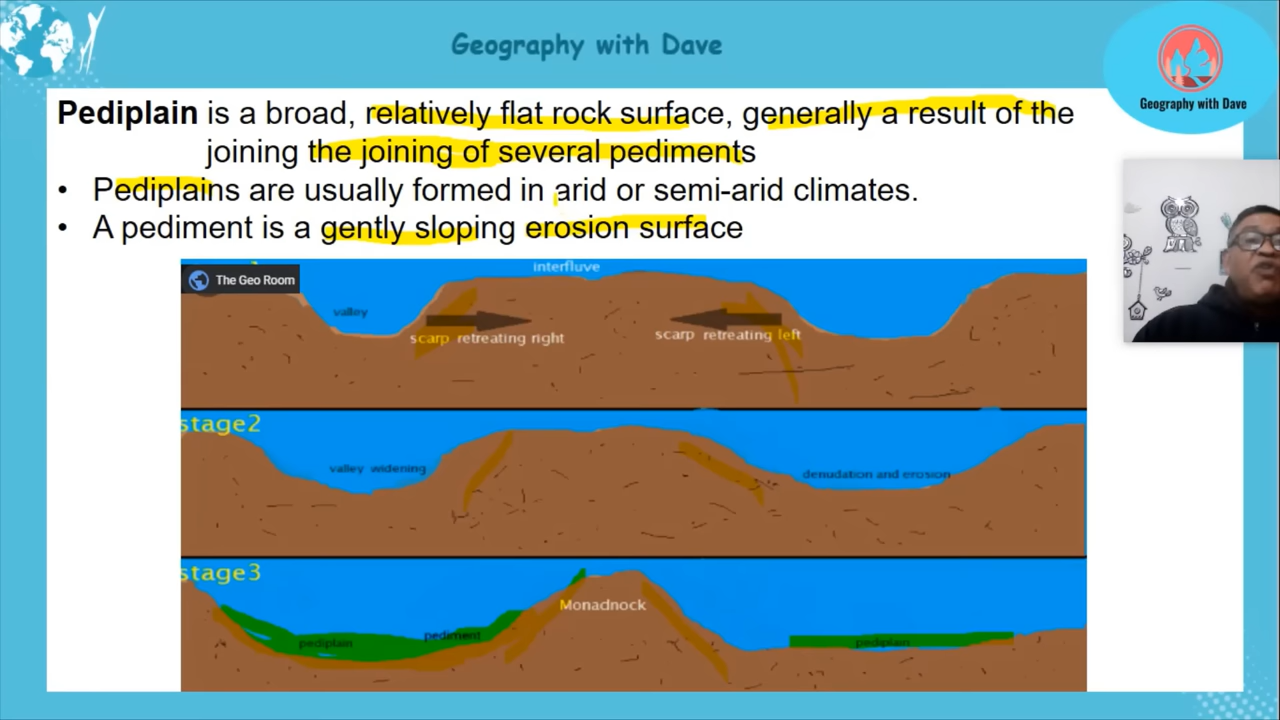 Geography with Dave
Geography with Dave
Pediplain is a broad, relatively flat rock surface, generally a result of the
joining the joining of several pediments
• Pediplains are usually formed in arid or semi-arid climates.
• A pediment is a gently sloping erosion surface
The Geo Room
interfluve
valley
scarp retreating right
scarp retreating left
stage2
valley widening
denudation and erosion
stage3
Monadnock
pediplain
pediment
pediplain